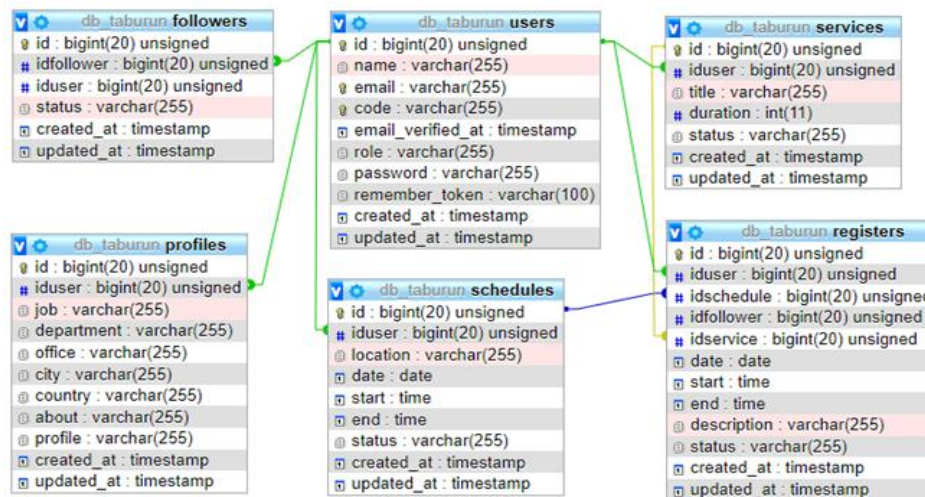 db_taburun followers
id : bigint(20) unsigned
idfollower : bigint(20) unsigned
iduser : bigint(20) unsigned
status : varchar(255)
created_at : timestamp
updated_at : timestamp
db_taburun users
id : bigint(20) unsigned
name : varchar(255)
email : varchar(255)
code : varchar(255)
email_verified_at : timestamp
role : varchar(255)
password : varchar(255)
remember_token : varchar(100)
created_at : timestamp
updated_at : timestamp
db_taburun services
id : bigint(20) unsigned
iduser : bigint(20) unsigned
title : varchar(255)
duration : int(11)
status : varchar(255)
created_at : timestamp
updated_at : timestamp
db_taburun profiles
id : bigint(20) unsigned
iduser : bigint(20) unsigned
job : varchar(255)
department : varchar(255)
office : varchar(255)
city : varchar(255)
country : varchar(255)
about : varchar(255)
profile : varchar(255)
created_at : timestamp
updated_at : timestamp
db_taburun schedules
id : bigint(20) unsigned
iduser : bigint(20) unsigned
location : varchar(255)
date : date
start : time
end : time
status : varchar(255)
created_at : timestamp
updated_at : timestamp
db_taburun registers
id : bigint(20) unsigned
iduser : bigint(20) unsigned
idschedule : bigint(20) unsigned
idfollower : bigint(20) unsigned
idservice : bigint(20) unsigned
date : date
start : time
end : time
description : varchar(255)
status : varchar(255)
created_at : timestamp
updated_at : timestamp